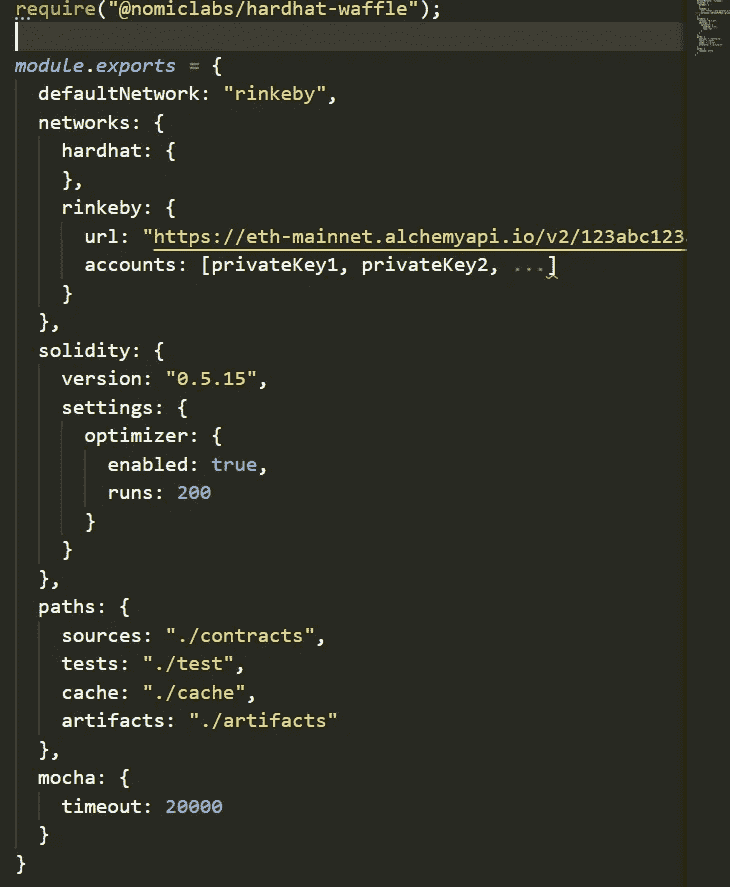 require("@nomiclabs/hardhat-waffle");
module.exports = {
  defaultNetwork: "rinkeby",
  networks: {
    hardhat: {
    },
    rinkeby: {
      url: "https://eth-mainnet.alchemyapi.io/v2/123abc123
      accounts: [privateKey1, privateKey2, ...]
    }
  },
  solidity: {
    version: "0.5.15",
    settings: {
      optimizer: {
        enabled: true,
        runs: 200
      }
    }
  },
  paths: {
    sources: "./contracts",
    tests: "./test",
    cache: "./cache",
    artifacts: "./artifacts"
  },
  mocha: {
    timeout: 20000
  }
}